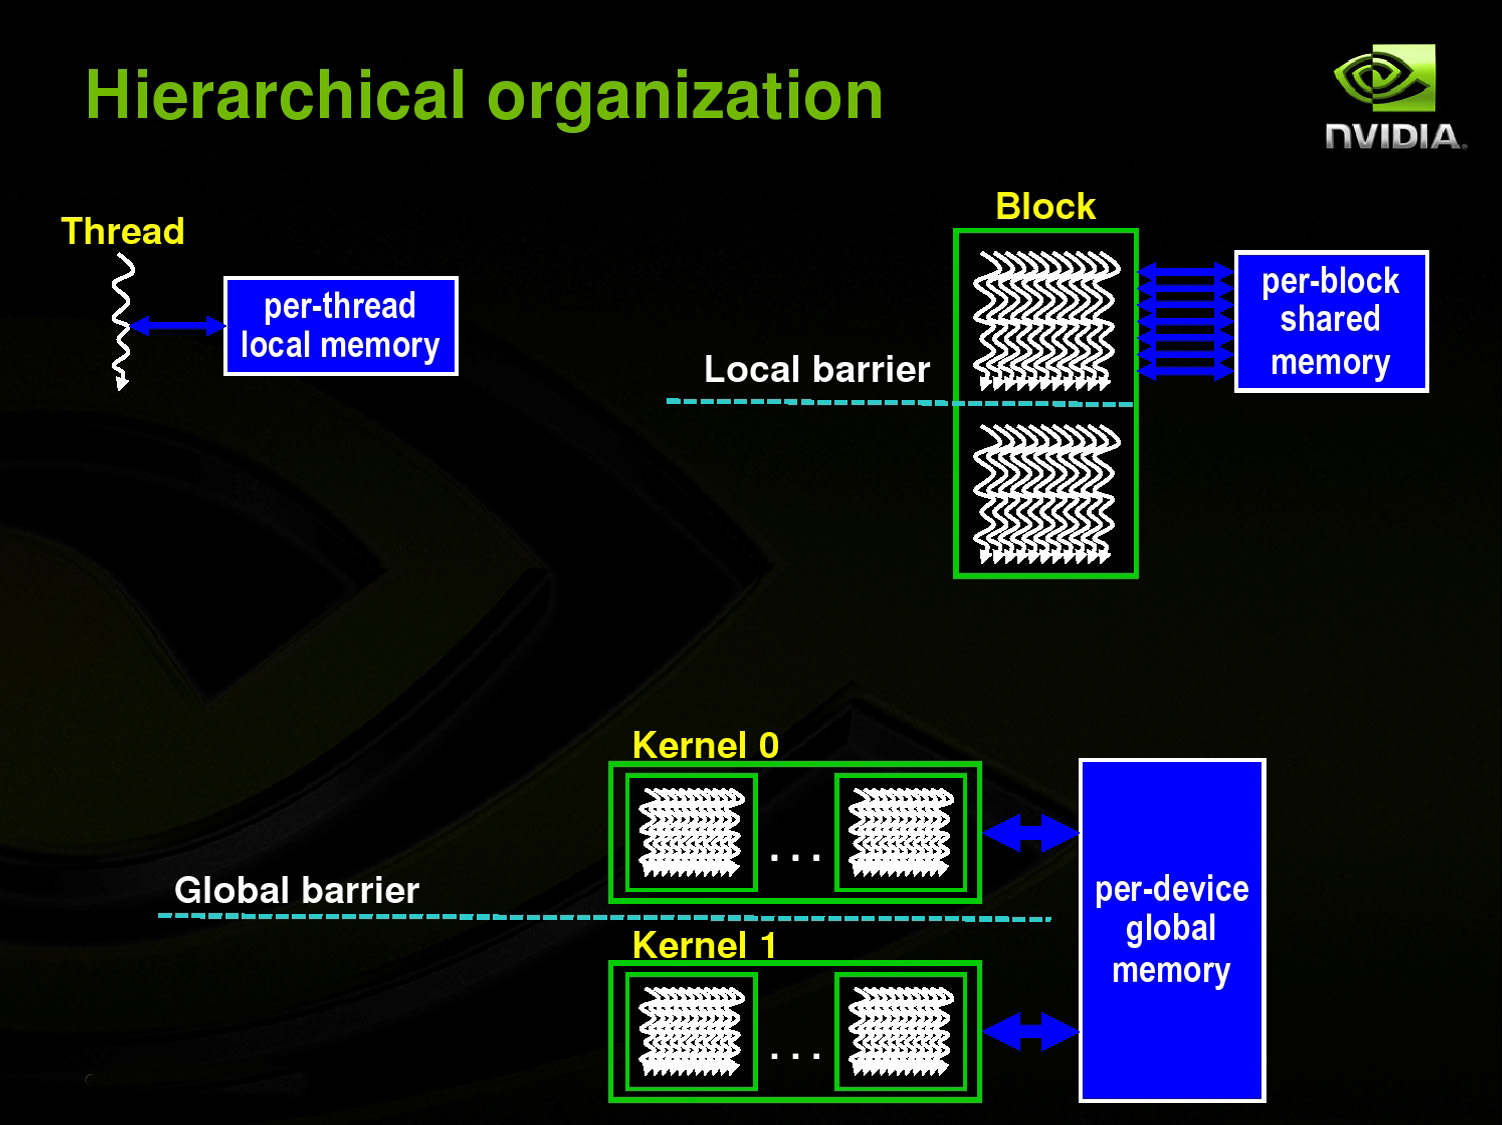 Hierarchical organization
NVIDIA®
Thread
per-thread
local memory
Block
per-block
shared
memory
Local barrier
Kernel 0
. . .
Global barrier
Kernel 1
. . .
per-device
global
memory